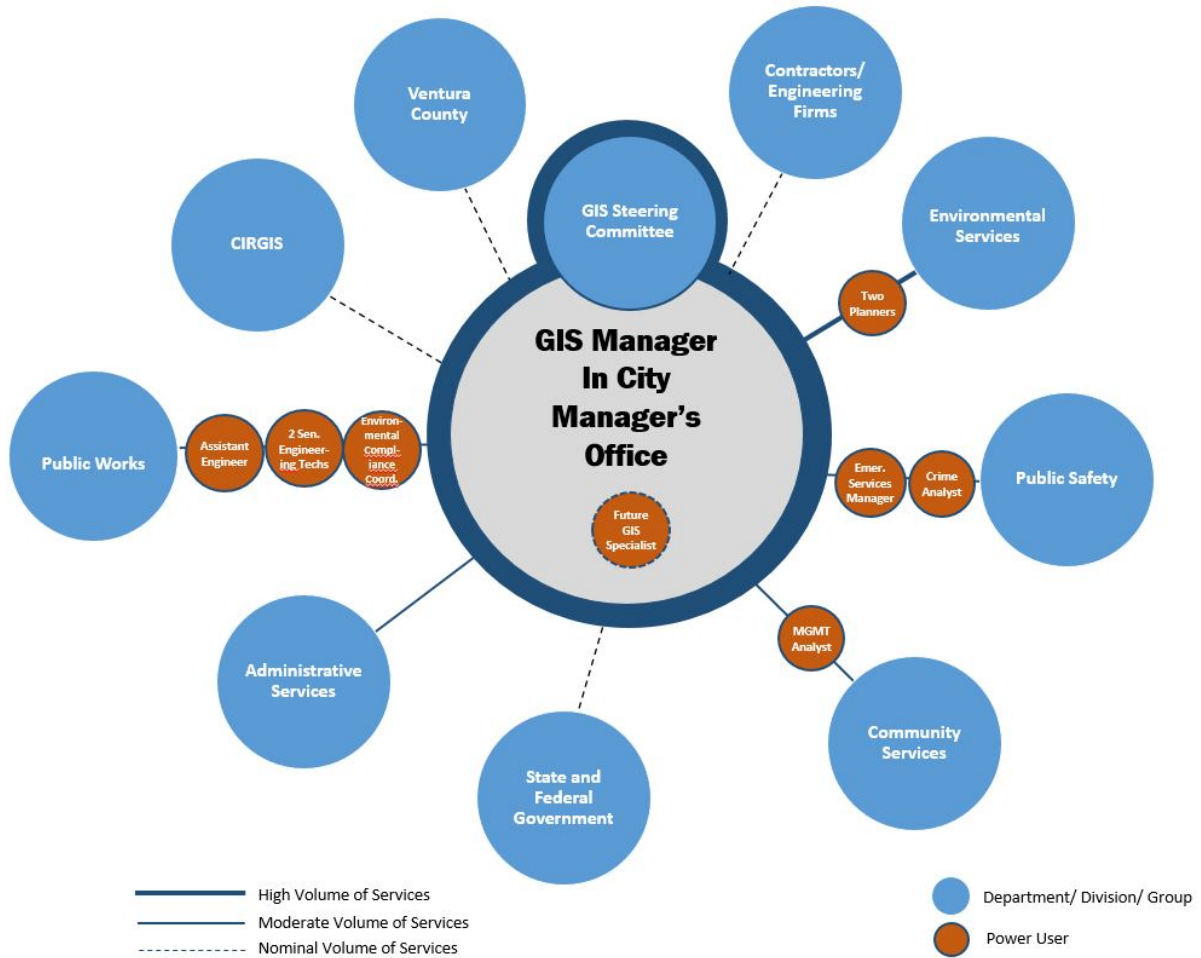 Ventura
County
Contractors/
Engineering
Firms
GIS Steering
Committee
Environmental
Services
CIRGIS
Two
Planners
GIS Manager
In City
Manager's
Office
Public Works
Assistant
Engineer
2 Sen.
Engineer-
ing Techs
Environ-
mental
Compl-
iance
Coord.
Emer.
Services
Manager
Crime
Analyst
Public Safety
Future
GIS
Specialist
MGMT
Analyst
Administrative
Services
Community
Services
State and
Federal
Government
High Volume of Services
Moderate Volume of Services
Nominal Volume of Services
Department/ Division/ Group
Power User